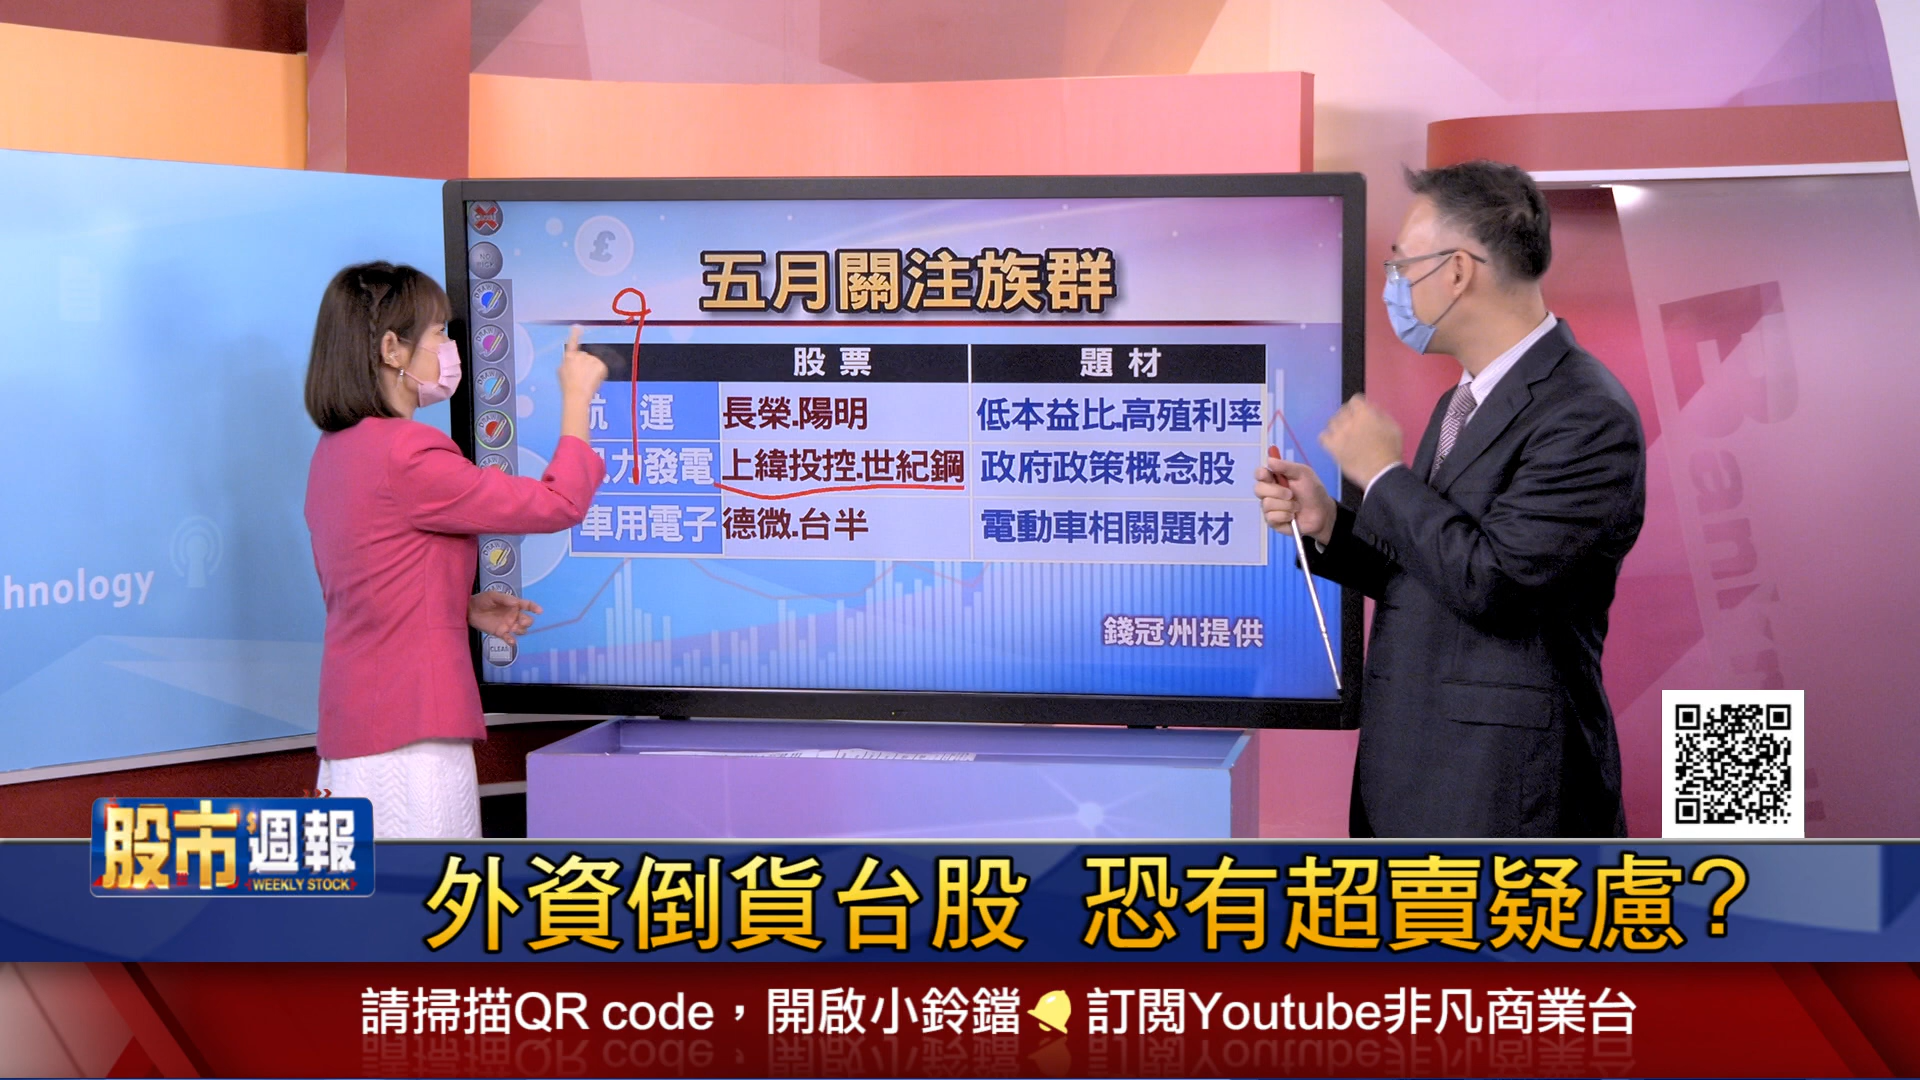 五月關注族群
股票 題材
航運 長榮.陽明 低本益比.高殖利率
風力發電 上緯投控.世紀鋼 政府政策概念股
車用電子 德微.台半 電動車相關題材
錢冠州提供
hnology
CLEAR
股市週報
WEEKLY STOCK
外資倒貨台股 恐有超賣疑慮?
請掃描QR code，開啟小鈴鐺🔔訂閱Youtube非凡商業台